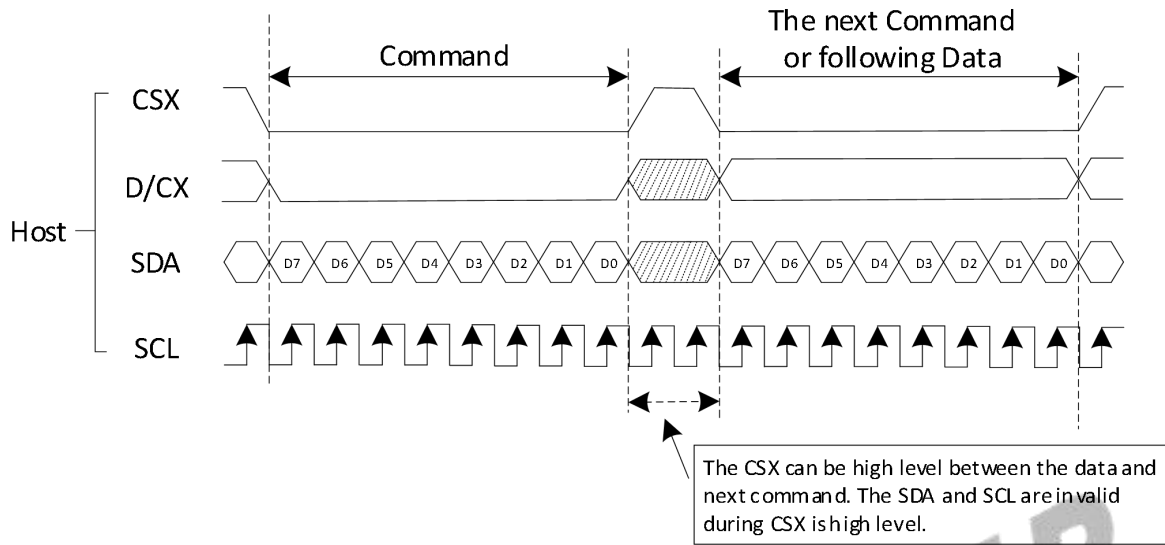 The next Command
Command
or following Data
CSX
D/CX
Host
SDA
D7 D6 D5 D4 D3 D2 D1 D0 D7 D6 D5 D4 D3 D2 D1 D0
SCL
The CSX can be high level between the data and
next command. The SDA and SCL are invalid
during CSX is high level.